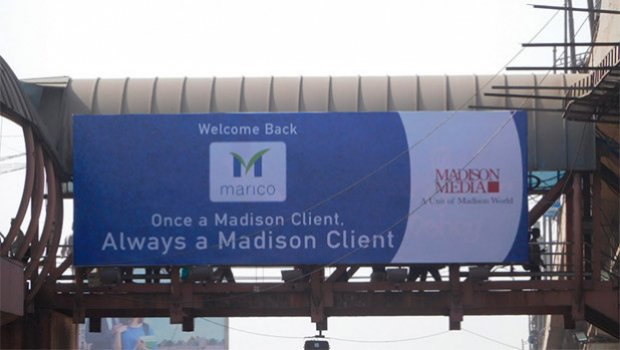 Welcome Back
marico
Once a Madison Client,
Always a Madison Client
MADISON
MEDIA
A Unit of Madison World